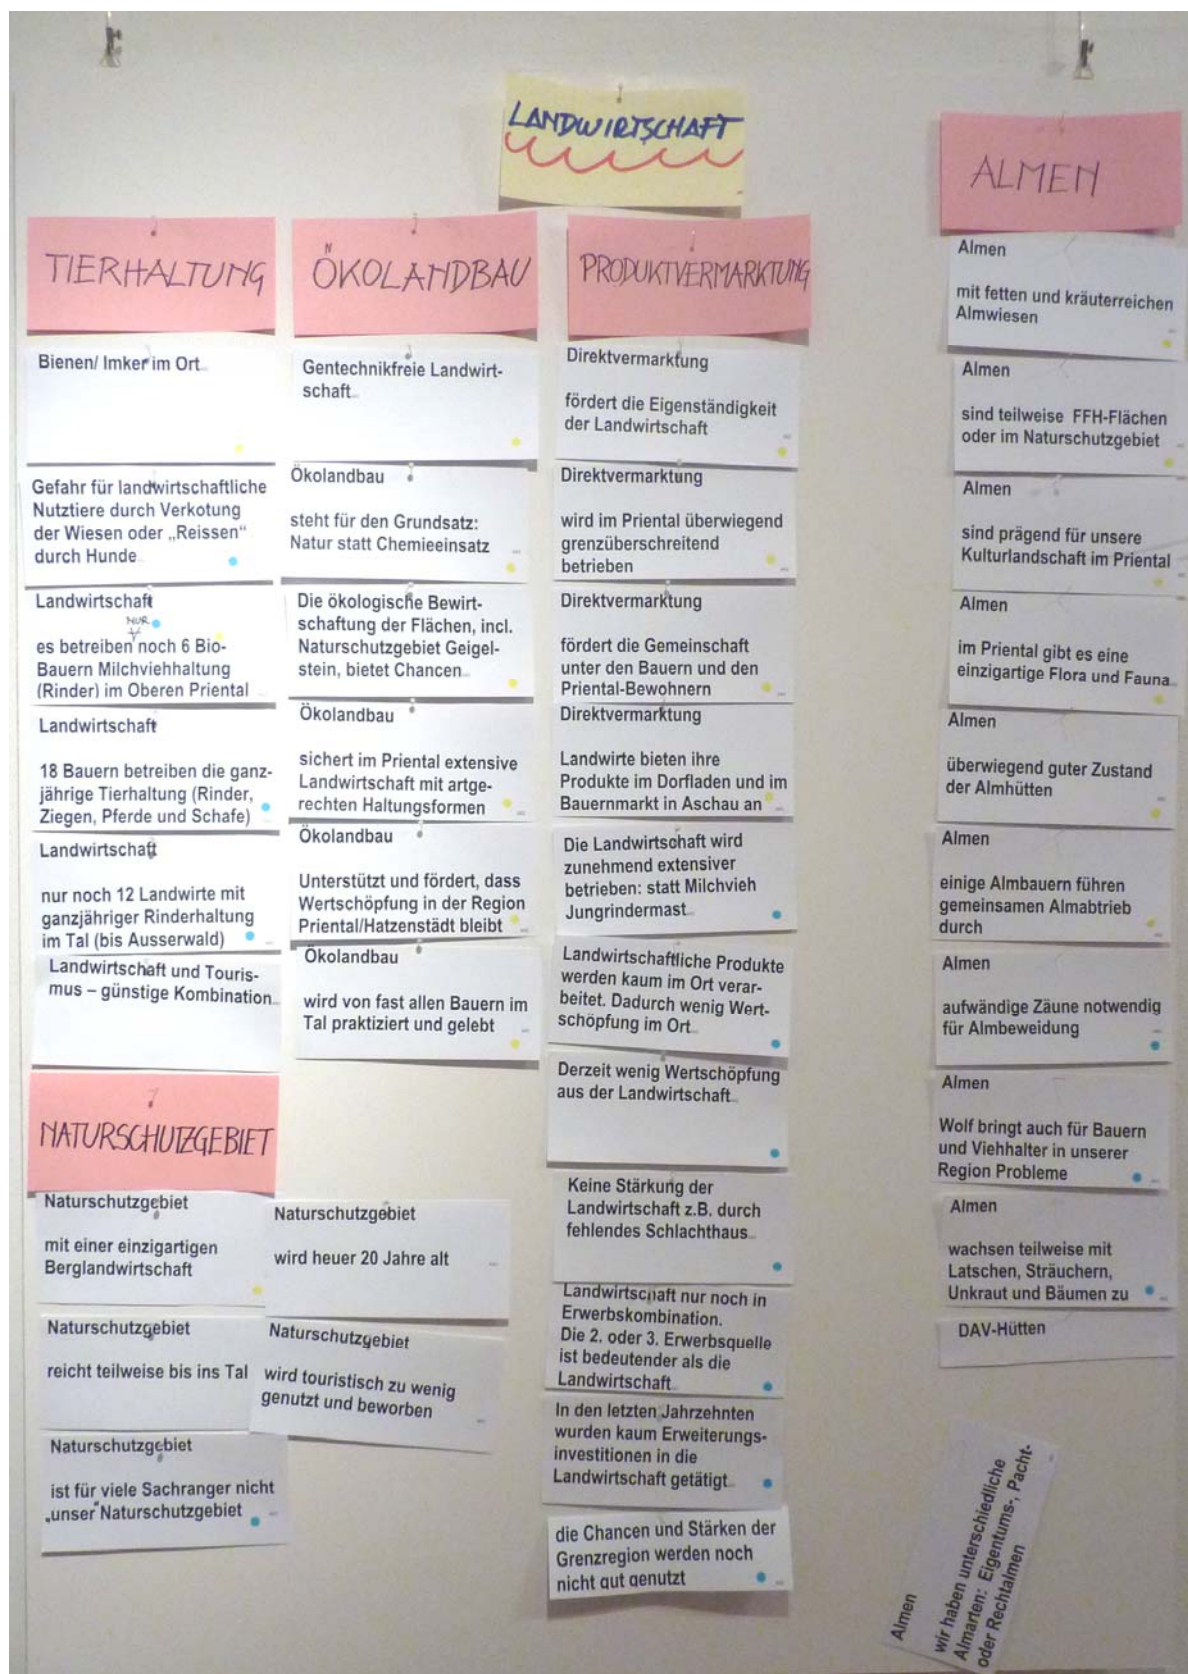 LANDWIRTSCHAFT
TIERHALTUNG
Bienen/ Imker im Ort
Gefahr für landwirtschaftliche
Nutztiere durch Verkotung
der Wiesen oder „Reissen“
durch Hunde
Landwirtschaft
NUR
es betreiben noch 6 Bio-
Bauern Milchviehhaltung
(Rinder) im Oberen Priental
Landwirtschaft
18 Bauern betreiben die ganz-
jährige Tierhaltung (Rinder,
Ziegen, Pferde und Schafe)
Landwirtschaft
nur noch 12 Landwirte mit
ganzjähriger Rinderhaltung
im Tal (bis Ausserwald)
Landwirtschaft und Touris-
mus – günstige Kombination
NATURSCHUTZGEBIET
Naturschutzgebiet
mit einer einzigartigen
Berglandwirtschaft
Naturschutzgebiet
reicht teilweise bis ins Tal
Naturschutzgebiet
ist für viele Sachranger nicht
„unser“ Naturschutzgebiet
Naturschutzgebiet
wird heuer 20 Jahre alt
Naturschutzgebiet
wird touristisch zu wenig
genutzt und beworben
ÖKOLANDBAU
Gentechnikfreie Landwirt-
schaft
Ökolandbau
steht für den Grundsatz:
Natur statt Chemieeinsatz
Die ökologische Bewirt-
schaftung der Flächen, incl.
Naturschutzgebiet Geigel-
stein, bietet Chancen
Ökolandbau
sichert im Priental extensive
Landwirtschaft mit artge-
rechten Haltungsformen
Ökolandbau
Unterstützt und fördert, dass
Wertschöpfung in der Region
Priental/Hatzenstädt bleibt
Ökolandbau
wird von fast allen Bauern im
Tal praktiziert und gelebt
PRODUKTVERMARKTUNG
Direktvermarktung
fördert die Eigenständigkeit
der Landwirtschaft
Direktvermarktung
wird im Priental überwiegend
grenzüberschreitend
betrieben
Direktvermarktung
fördert die Gemeinschaft
unter den Bauern und den
Priental-Bewohnern
Direktvermarktung
Landwirte bieten ihre
Produkte im Dorfladen und im
Bauernmarkt in Aschau an
Die Landwirtschaft wird
zunehmend extensiver
betrieben: statt Milchvieh
Jungrindermast
Landwirtschaftliche Produkte
werden kaum im Ort verar-
beitet. Dadurch wenig Wert-
schöpfung im Ort
Derzeit wenig Wertschöpfung
aus der Landwirtschaft
Keine Stärkung der
Landwirtschaft z.B. durch
fehlendes Schlachthaus
Landwirtschaft nur noch in
Erwerbskombination.
Die 2. oder 3. Erwerbsquelle
ist bedeutender als die
Landwirtschaft
In den letzten Jahrzehnten
wurden kaum Erweiterungs-
investitionen in die
Landwirtschaft getätigt
die Chancen und Stärken der
Grenzregion werden noch
nicht gut genutzt
ALMEN
Almen
mit fetten und kräuterreichen
Almwiesen
Almen
sind teilweise FFH-Flächen
oder im Naturschutzgebiet
Almen
sind prägend für unsere
Kulturlandschaft im Priental
Almen
im Priental gibt es eine
einzigartige Flora und Fauna
Almen
überwiegend guter Zustand
der Almhütten
Almen
einige Almbauern führen
gemeinsamen Almabtrieb
durch
Almen
aufwändige Zäune notwendig
für Almbeweidung
Almen
Wolf bringt auch für Bauern
und Viehhalter in unserer
Region Probleme
Almen
wachsen teilweise mit
Latschen, Sträuchern,
Unkraut und Bäumen zu
DAV-Hütten
Almen
wir haben unterschiedliche
Almarten: Eigentums-, Pacht-
oder Rechtalmen